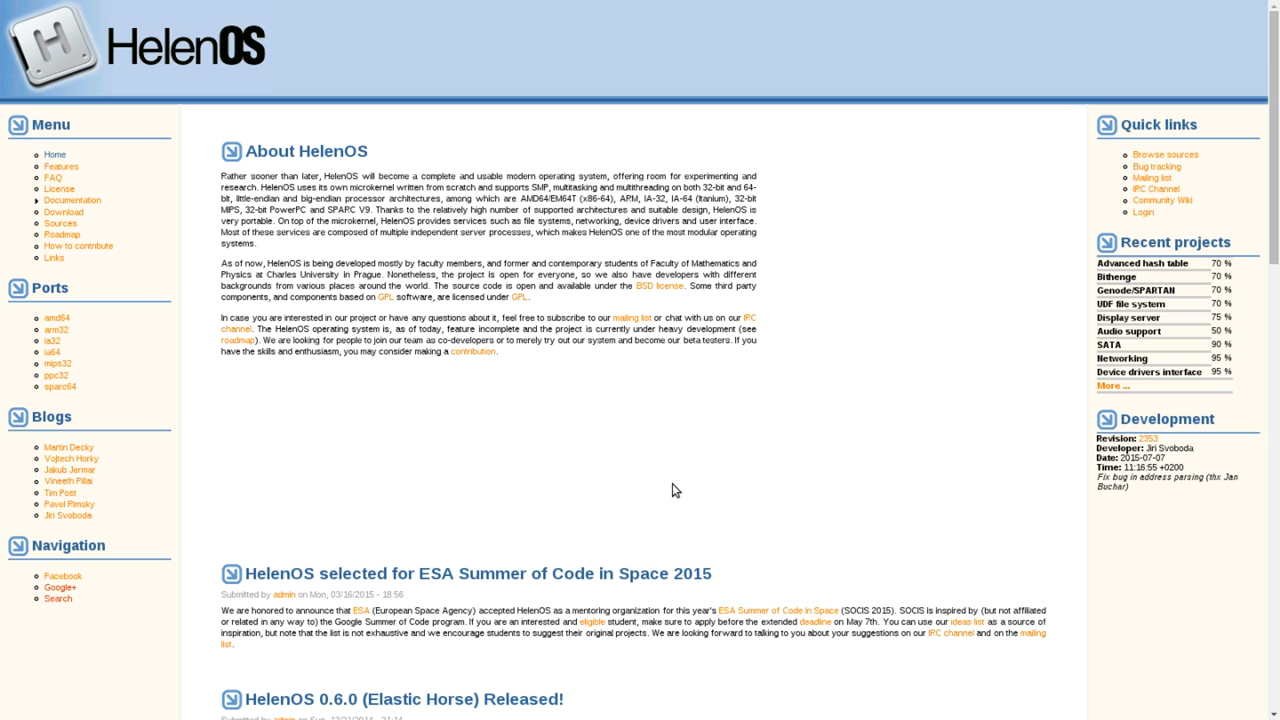 HelenOS
Menu
Home
Features
FAQ
License
Documentation
Download
Sources
Roadmap
How to contribute
Links
Ports
amd64
arm32
ia32
ia64
mips32
ppc32
sparc64
Blogs
Martin Decky
Vojtech Horky
Jakub Jermar
Vineeth Pillai
Tim Post
Pavel Rimsky
Jiri Svoboda
Navigation
Facebook
Google+
Search
About HelenOS
Rather sooner than later, HelenOS will become a complete and usable modern operating system, offering room for experimenting and
research. HelenOS uses its own microkernel written from scratch and supports SMP, multitasking and multithreading on both 32-bit and 64-
bit, little-endian and big-endian processor architectures, among which are AMD64/EM64T (x86-64), ARM, IA-32, IA-64 (Itanium), 32-bit
MIPS, 32-bit PowerPC and SPARC V9. Thanks to the relatively high number of supported architectures and suitable design, HelenOS is
very portable. On top of the microkernel, HelenOS provides services such as file systems, networking, device drivers and user interface.
Most of these services are composed of multiple independent server processes, which makes HelenOS one of the most modular operating
systems.
As of now, HelenOS is being developed mostly by faculty members, and former and contemporary students of Faculty of Mathematics and
Physics at Charles University in Prague. Nonetheless, the project is open for everyone, so we also have developers with different
backgrounds from various places around the world. The source code is open and available under the BSD license. Some third party
components, and components based on GPL software, are licensed under GPL.
In case you are interested in our project or have any questions about it, feel free to subscribe to our mailing list or chat with us on our IRC
channel. The HelenOS operating system is, as of today, feature incomplete and the project is currently under heavy development (see
roadmap). We are looking for people to join our team as co-developers or to merely try out our system and become our beta testers. If you
have the skills and enthusiasm, you may consider making a contribution.
HelenOS selected for ESA Summer of Code in Space 2015
Submitted by admin on Mon, 03/16/2015 - 18:56
We are honored to announce that ESA (European Space Agency) accepted HelenOS as a mentoring organization for this year's ESA Summer of Code in Space (SOCIS 2015). SOCIS is inspired by (but not affiliated
or related in any way to) the Google Summer of Code program. If you are an interested and eligible student, make sure to apply before the extended deadline on May 7th. You can use our ideas list as a source of
inspiration, but note that the list is not exhaustive and we encourage students to suggest their original projects. We are looking forward to talking to you about your suggestions on our IRC channel and on the mailing
list.
HelenOS 0.6.0 (Elastic Horse) Released!
Submitted by admin on Sun, 12/21/2014 - 21:14
Quick links
Browse sources
Bug tracking
Mailing list
IRC Channel
Community Wiki
Login
Recent projects
Advanced hash table 70 %
Bithenge 70 %
Genode/SPARTAN 70 %
UDF file system 70 %
Display server 75 %
Audio support 50 %
SATA 90 %
Networking 95 %
Device drivers interface 95 %
More ...
Development
Revision: 2353
Developer: Jiri Svoboda
Date: 2015-07-07
Time: 11:16:55 +0200
Fix bug in address parsing (thx Jan
Buchar)